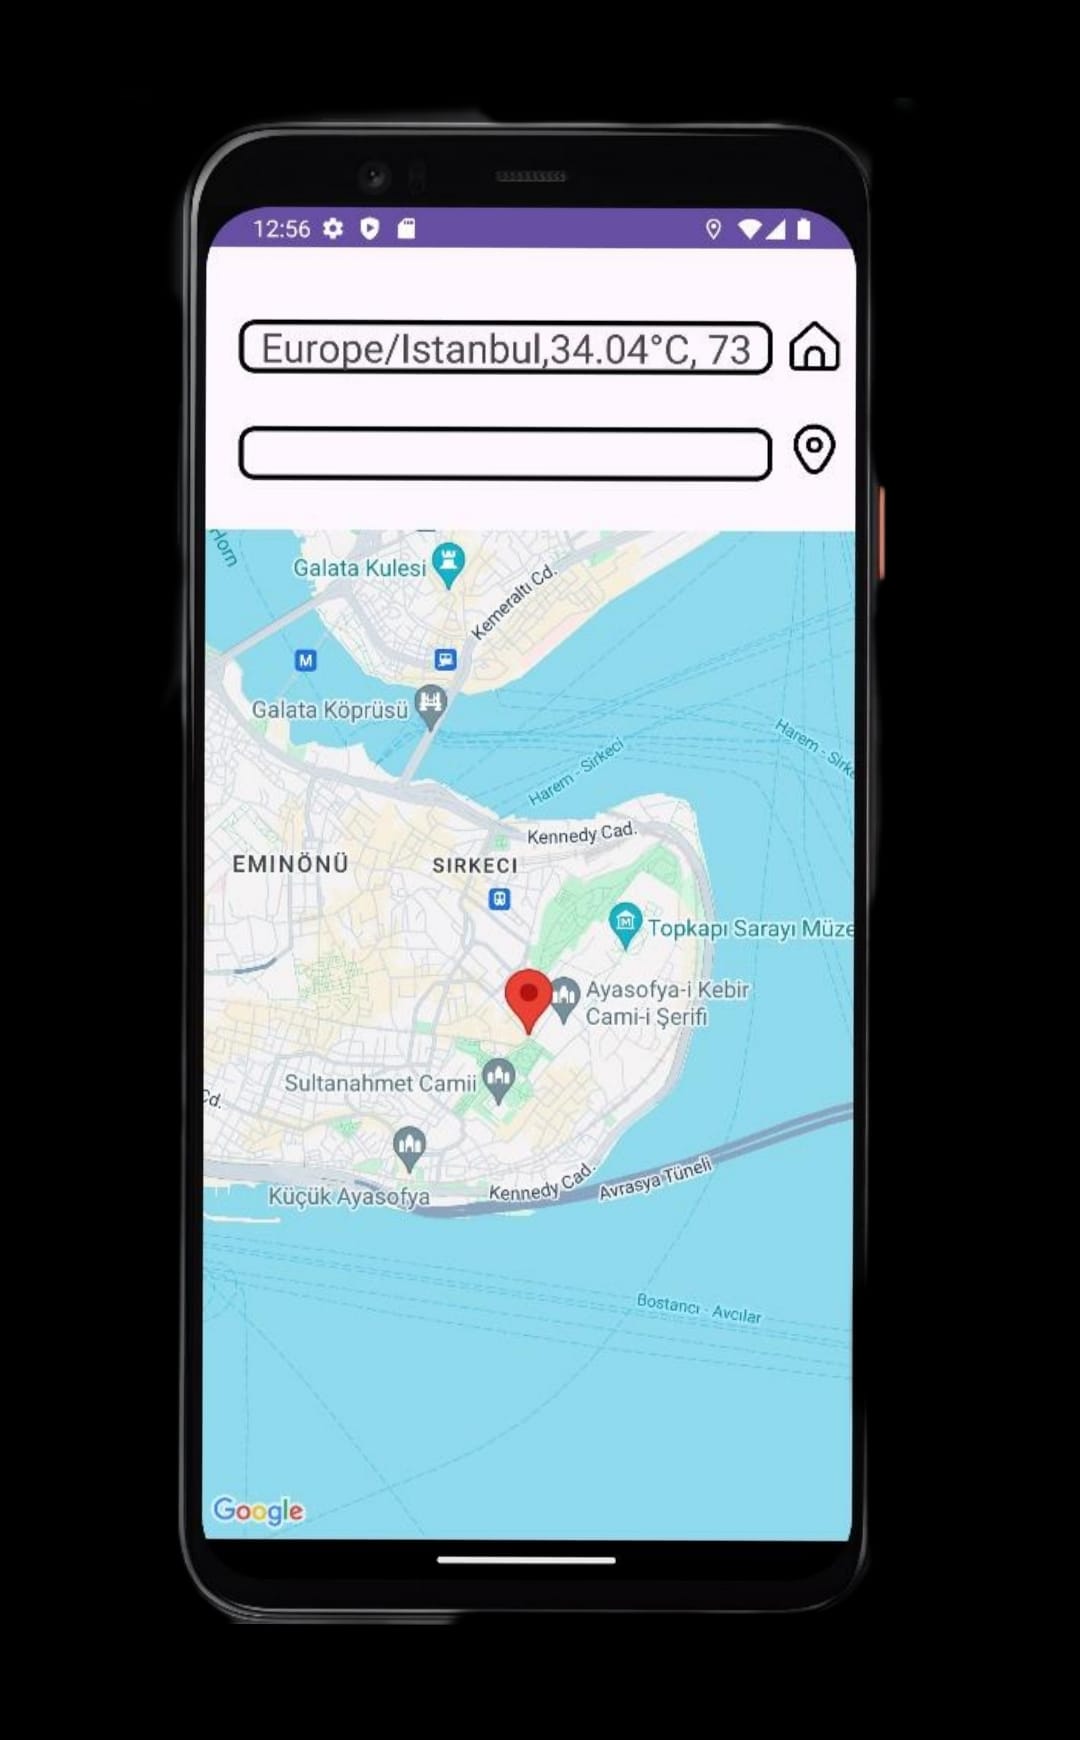 12:56
Europe/Istanbul,34.04°C, 73
Horn
Galata Kulesi
Kemeraltı Cd.
M
Galata Köprüsü
Harem - Sirkeci
Harem - Sirke
Kennedy Cad.
EMINÖNÜ
SIRKECI
M
Topkapı Sarayı Müze
Ayasofya-i Kebir
Cami-i Şerifi
Sultanahmet Camii
Cd.
Küçük Ayasofya
Kennedy Cad.
Avrasya Tüneli
Bostancı - Avcılar
Google